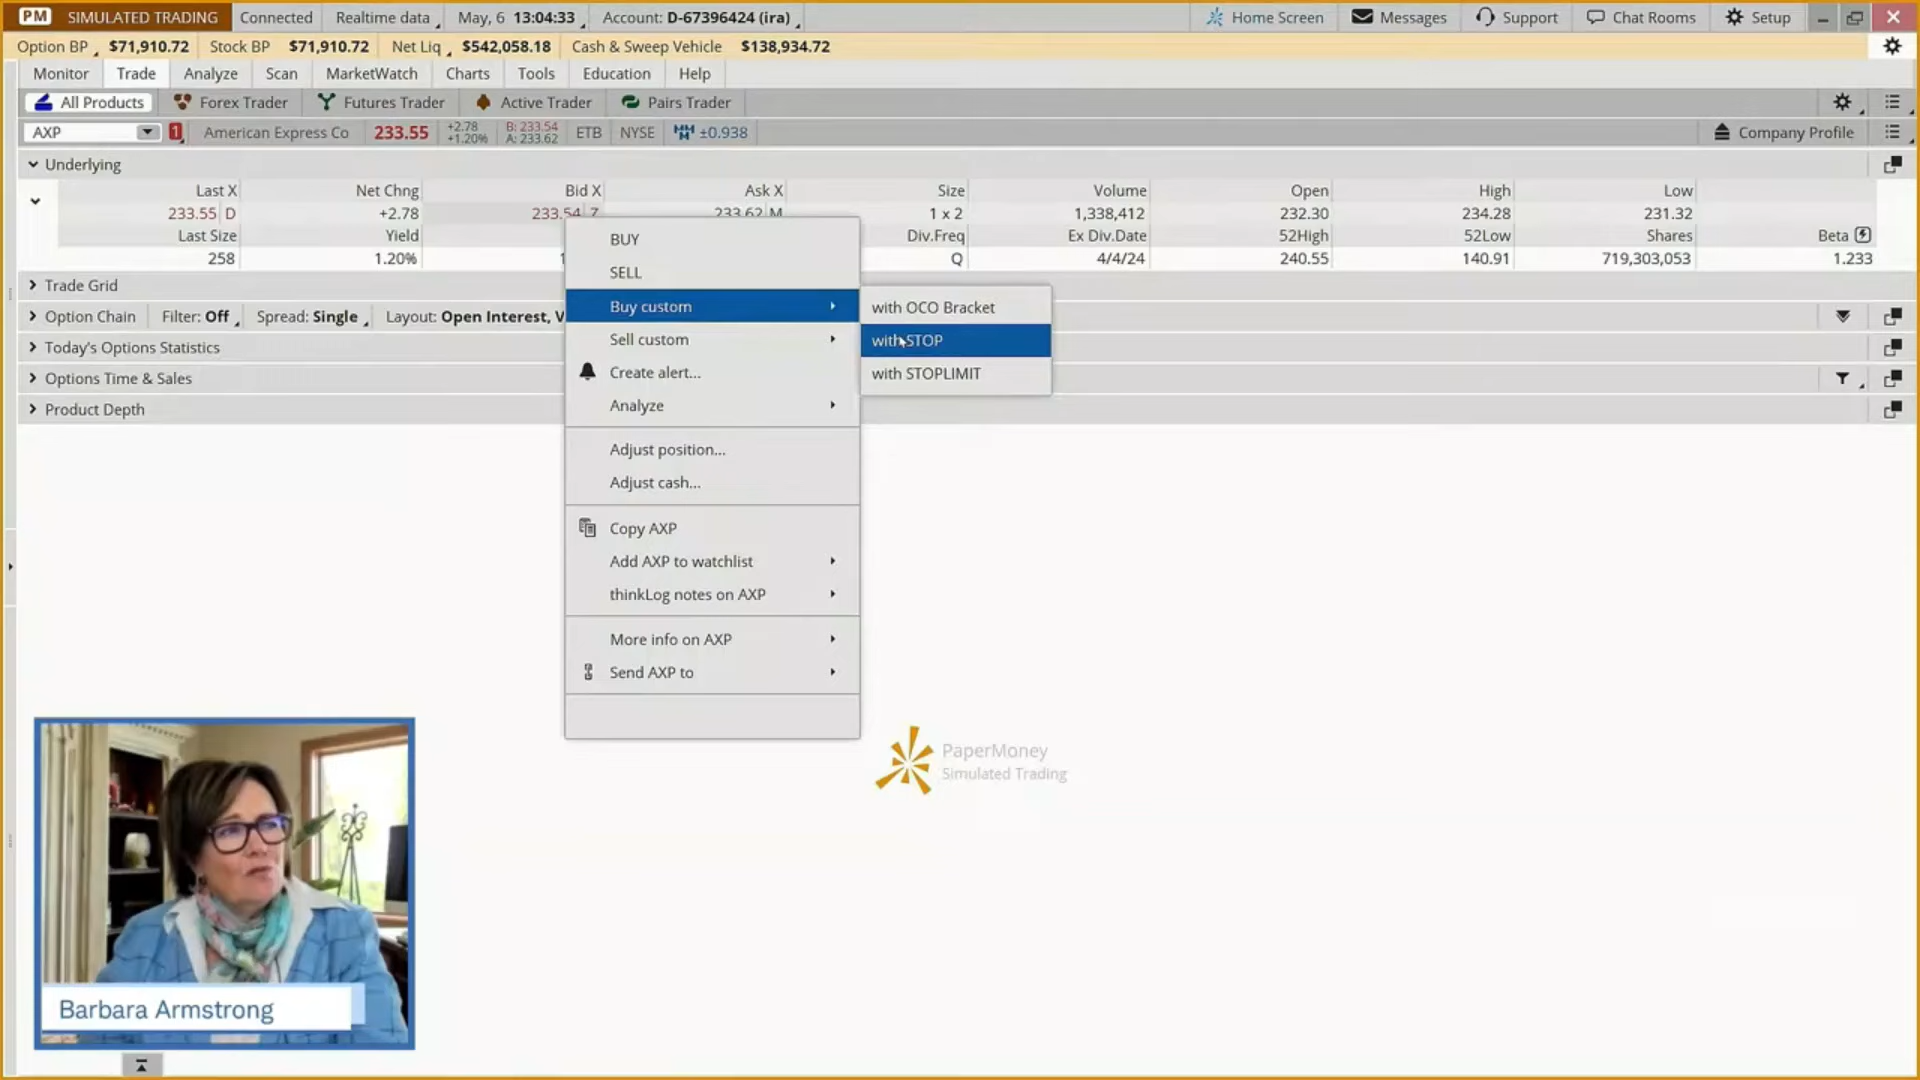 PM SIMULATED TRADING Connected Realtime data May, 6 13:04:33 Account: D-67396424 (ira) Home Screen Messages Support Chat Rooms Setup
Option BP $71,910.72 Stock BP $71,910.72 Net Liq $542,058.18 Cash & Sweep Vehicle $138,934.72
Monitor Trade Analyze Scan MarketWatch Charts Tools Education Help
All Products Forex Trader Futures Trader Active Trader Pairs Trader
AXP 1 American Express Co 233.55 +2.78 +1.20% B: 233.54 A: 233.62 ETB NYSE ±0.938 Company Profile
Underlying
Last X Net Chng Bid X Ask X Size Volume Open High Low
233.55 D +2.78 233.54 Z 233.62 M 1 x 2 1,338,412 232.30 234.28 231.32
Last Size Yield Div.Freq Ex Div.Date 52High 52Low Shares Beta
258 1.20% Q 4/4/24 240.55 140.91 719,303,053 1.233
Trade Grid
Option Chain Filter: Off Spread: Single Layout: Open Interest, V
Today's Options Statistics
Options Time & Sales
Product Depth
BUY
SELL
Buy custom
Sell custom
Create alert...
Analyze
Adjust position...
Adjust cash...
Copy AXP
Add AXP to watchlist
thinkLog notes on AXP
More info on AXP
Send AXP to
with OCO Bracket
with STOP
with STOPLIMIT
PaperMoney
Simulated Trading
Barbara Armstrong